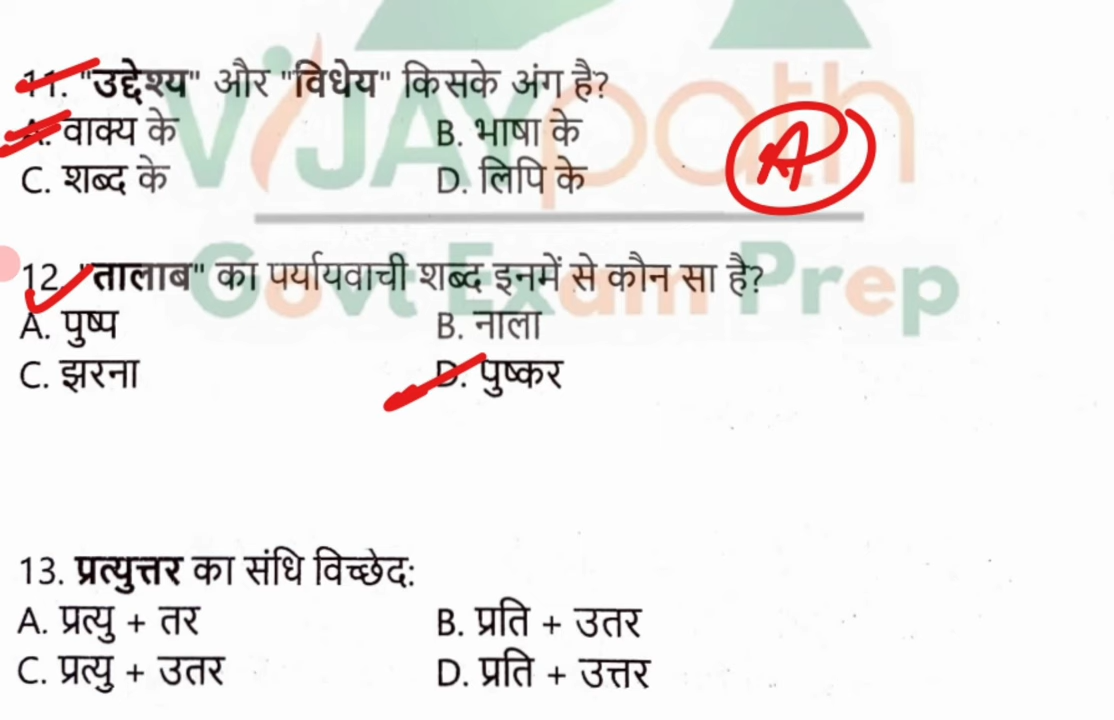 11. "उद्देश्य" और "विधेय" किसके अंग है?
A. वाक्य के B. भाषा के
C. शब्द के D. लिपि के
A
12. "तालाब" का पर्यायवाची शब्द इनमें से कौन सा है?
A. पुष्प B. नाला
C. झरना D. पुष्कर
13. प्रत्युत्तर का संधि विच्छेद:
A. प्रत्यु + तर B. प्रति + उतर
C. प्रत्यु + उतर D. प्रति + उत्तर
ViJAYpath
Govt Exam Prep